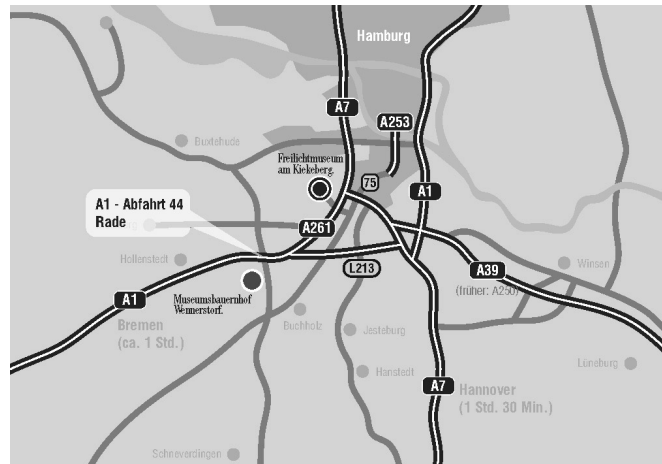 Hamburg
A7
A253
Buxtehude
Freilichtmuseum
am Kiekeberg.
75
A1
A1 - Abfahrt 44
Rade
A261
Hollenstedt
L213
A39
(früher: A250)
Winsen
A1
Museumsbauernhof
Wennerstorf.
Bremen
(ca. 1 Std.)
Buchholz
Jesteburg
Hanstedt
Lüneburg
A7
Hannover
(1 Std. 30 Min.)
Schneverdingen